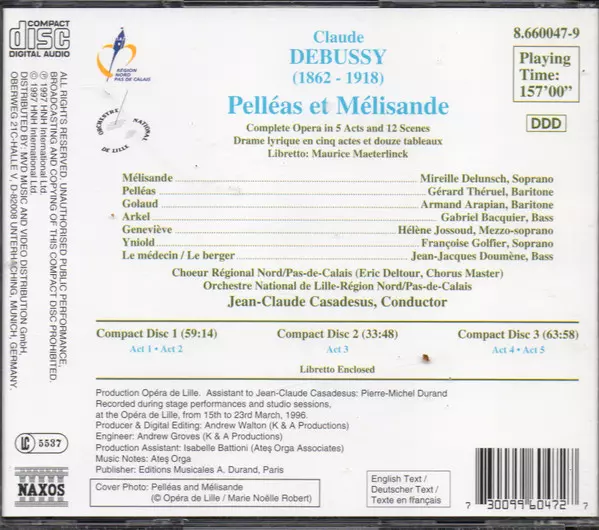 COMPACT
disc
DIGITAL AUDIO
RÉGION
NORD
PAS DE CALAIS
ORCHESTRE NATIONAL
DE LILLE
Claude
DEBUSSY
(1862 - 1918)
Pelléas et Mélisande
Complete Opera in 5 Acts and 12 Scenes
Drame lyrique en cinq actes et douze tableaux
Libretto: Maurice Maeterlinck
8.660047-9
Playing
Time:
157'00"
DDD
Mélisande Mireille Delunsch, Soprano
Pelléas Gérard Théruel, Baritone
Golaud Armand Arapian, Baritone
Arkel Gabriel Bacquier, Bass
Geneviève Hélène Jossoud, Mezzo-soprano
Yniold Françoise Golfier, Soprano
Le médecin / Le berger Jean-Jacques Doumène, Bass
Choeur Régional Nord/Pas-de-Calais (Eric Deltour, Chorus Master)
Orchestre National de Lille-Région Nord/Pas-de-Calais
Jean-Claude Casadesus, Conductor
Compact Disc 1 (59:14) Compact Disc 2 (33:48) Compact Disc 3 (63:58)
Act 1 • Act 2 Act 3 Act 4 • Act 5
Libretto Enclosed
Production Opéra de Lille. Assistant to Jean-Claude Casadesus: Pierre-Michel Durand
Recorded during stage performances and studio sessions,
at the Opéra de Lille, from 15th to 23rd March, 1996.
Producer & Digital Editing: Andrew Walton (K & A Productions)
Engineer: Andrew Groves (K & A Productions)
Production Assistant: Isabelle Battioni (Ateş Orga Associates)
Music Notes: Ateş Orga
Publisher: Editions Musicales A. Durand, Paris
Cover Photo: Pelléas and Mélisande
(© Opéra de Lille / Marie Noëlle Robert)
English Text /
Deutscher Text /
Texte en ffrançais
7 30099 60472 7
ALL RIGHTS RESERVED. UNAUTHORISED PUBLIC PERFORMANCE,
BROADCASTING AND COPYING OF THIS COMPACT DISC PROHIBITED.
℗ 1997 HNH International Ltd.
© 1997 HNH International Ltd.
DISTRIBUTED BY: MVD MUSIC AND VIDEO DISTRIBUTION GmbH,
OBERWEG 21C-HALLE V, D-82008 UNTERHACHING, MUNICH, GERMANY.
LC 5537
NAXOS